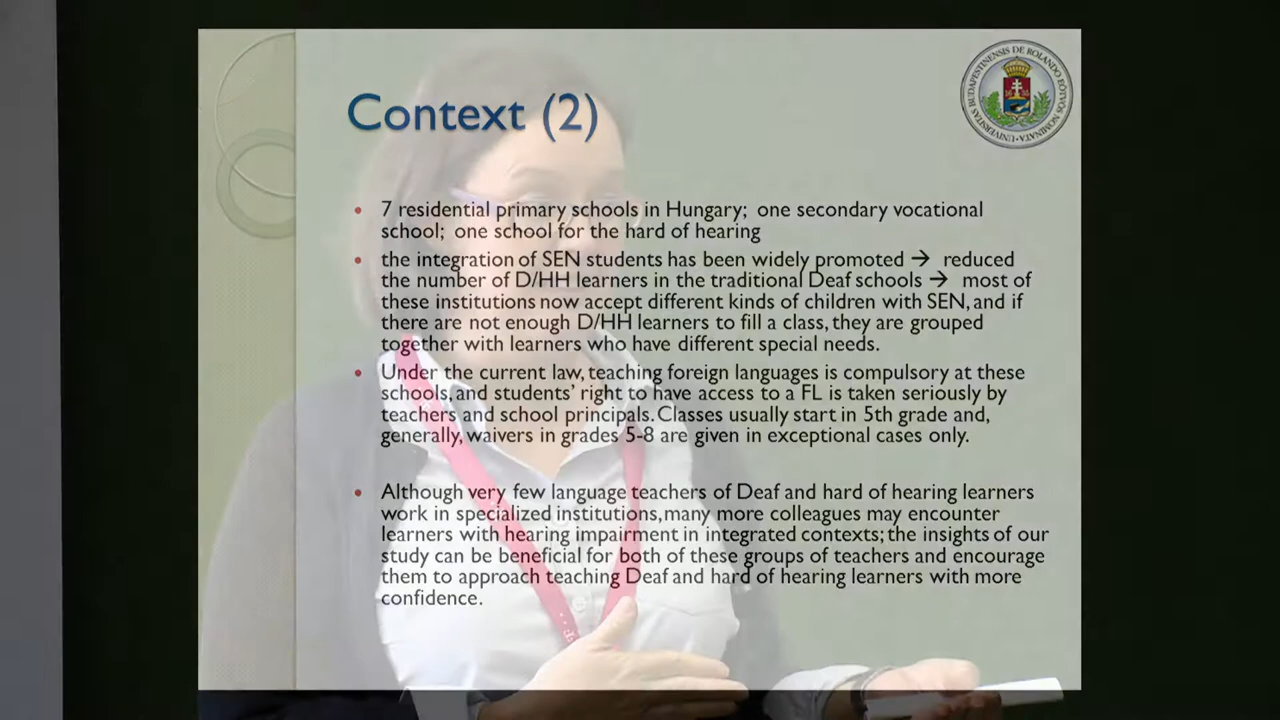 Context (2)
UNIVERSITAS BUDAPESTINENSIS DE ROLANDO EÖTVÖS NOMINATA
7 residential primary schools in Hungary; one secondary vocational
school; one school for the hard of hearing
the integration of SEN students has been widely promoted → reduced
the number of D/HH learners in the traditional Deaf schools → most of
these institutions now accept different kinds of children with SEN, and if
there are not enough D/HH learners to fill a class, they are grouped
together with learners who have different special needs.
Under the current law, teaching foreign languages is compulsory at these
schools, and students' right to have access to a FL is taken seriously by
teachers and school principals. Classes usually start in 5th grade and,
generally, waivers in grades 5-8 are given in exceptional cases only.
Although very few language teachers of Deaf and hard of hearing learners
work in specialized institutions, many more colleagues may encounter
learners with hearing impairment in integrated contexts; the insights of our
study can be beneficial for both of these groups of teachers and encourage
them to approach teaching Deaf and hard of hearing learners with more
confidence.